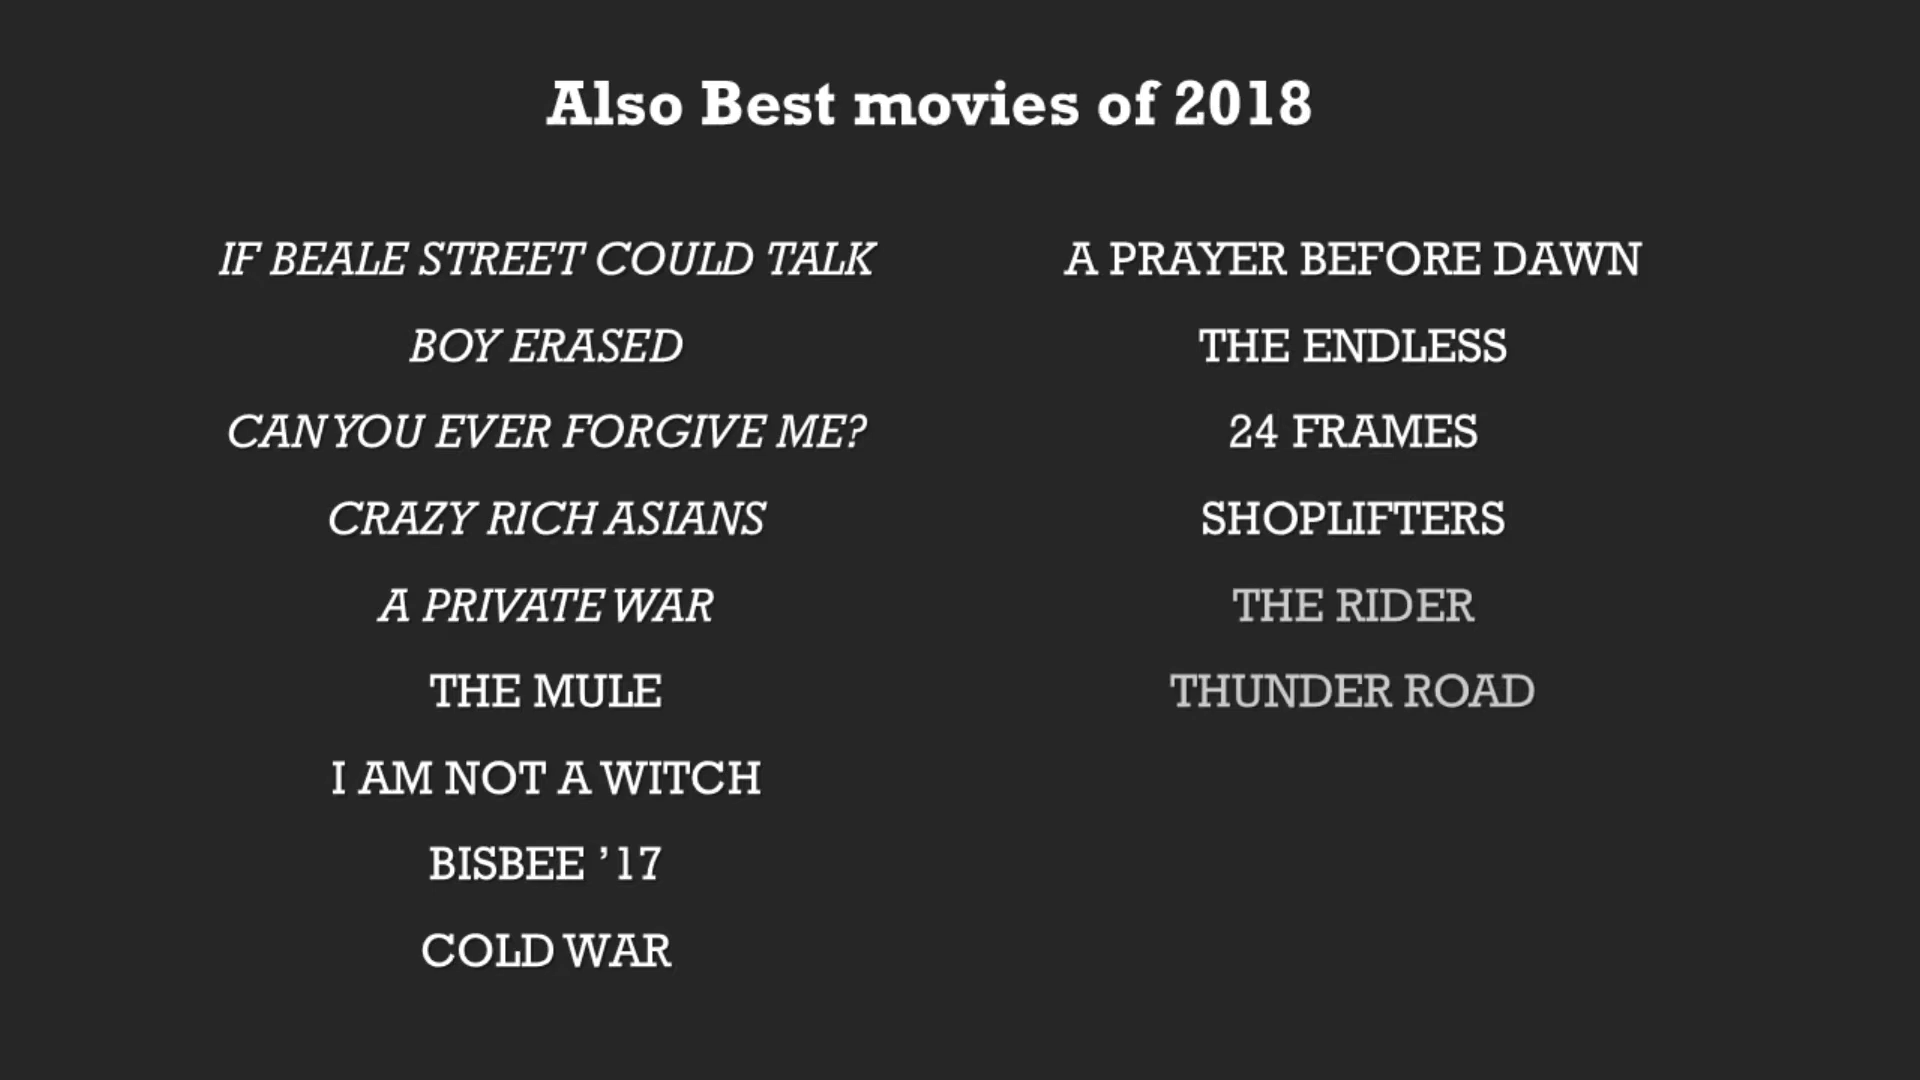 Also Best movies of 2018
IF BEALE STREET COULD TALK
BOY ERASED
CAN YOU EVER FORGIVE ME?
CRAZY RICH ASIANS
A PRIVATE WAR
THE MULE
I AM NOT A WITCH
BISBEE ’17
COLD WAR
A PRAYER BEFORE DAWN
THE ENDLESS
24 FRAMES
SHOPLIFTERS
THE RIDER
THUNDER ROAD